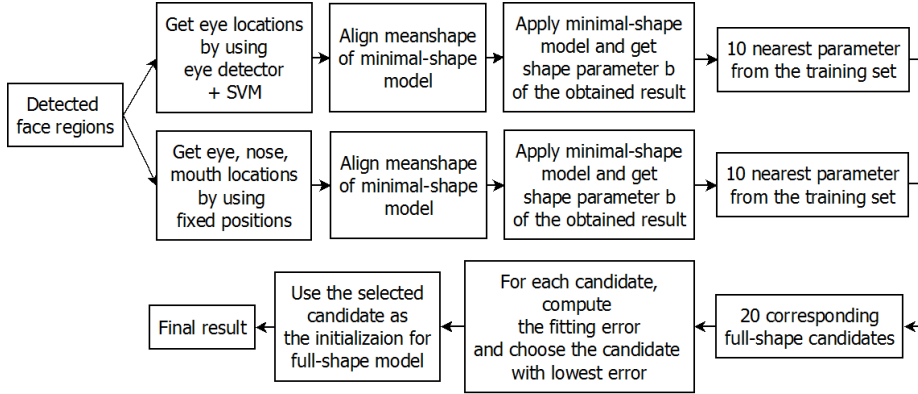 Detected
face regions
Get eye locations
by using
eye detector
+ SVM
Align meanshape
of minimal-shape
model
Apply minimal-shape
model and get
shape parameter b
of the obtained result
10 nearest parameter
from the training set
Get eye, nose,
mouth locations
by using
fixed positions
Align meanshape
of minimal-shape
model
Apply minimal-shape
model and get
shape parameter b
of the obtained result
10 nearest parameter
from the training set
20 corresponding
full-shape candidates
For each candidate,
compute
the fitting error
and choose the candidate
with lowest error
Use the selected
candidate as
the initializaion for
full-shape model
Final result